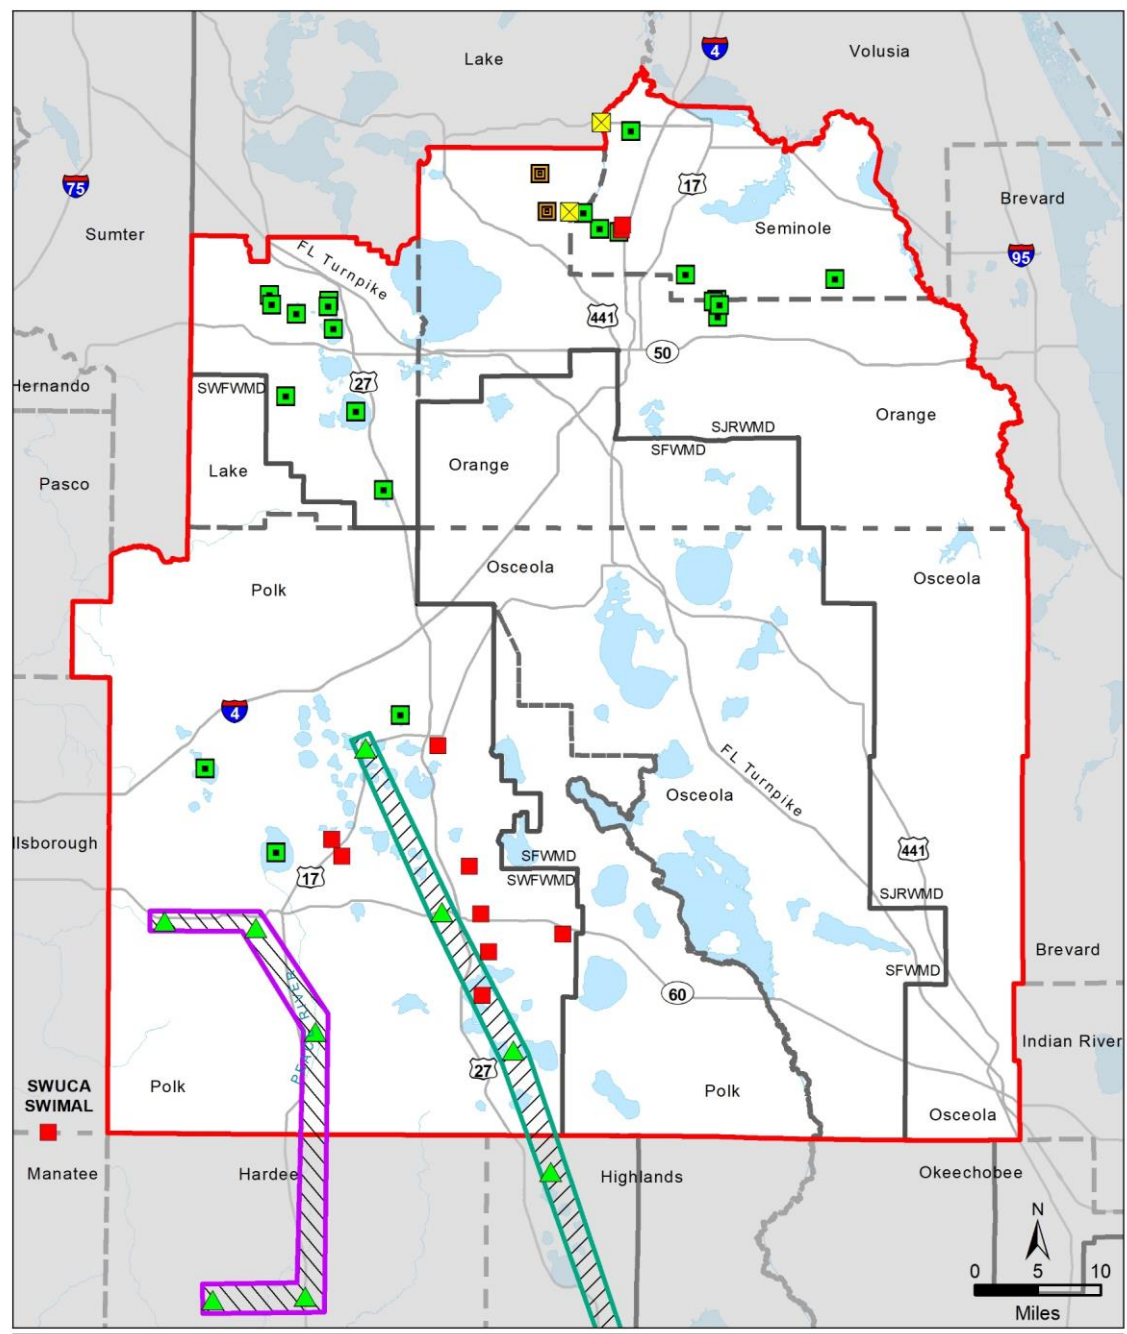 Lake
4
Volusia
75
17
Brevard
Sumter
Seminole
95
FL Turnpike
441
50
Hernando
SWFWMD
27
Orange
SJRWMD
SFWMD
Lake
Orange
Pasco
Osceola
Osceola
Polk
4
FL Turnpike
Osceola
llsborough
441
SFWMD
SWFWMD
17
SJRWMD
Brevard
SFWMD
60
PEACE RIVER
Indian River
27
SWUCA
SWIMAL
Polk
Polk
Osceola
Manatee
Hardee
Highlands
Okeechobee
N
0 5 10
Miles